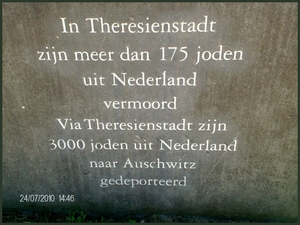 In Theresienstadt
zijn meer dan 175 joden
uit Nederland
vermoord
Via Theresienstadt zijn
3000 joden uit Nederland
naar Auschwitz
gedeporteerd
24/07/2010 14:46